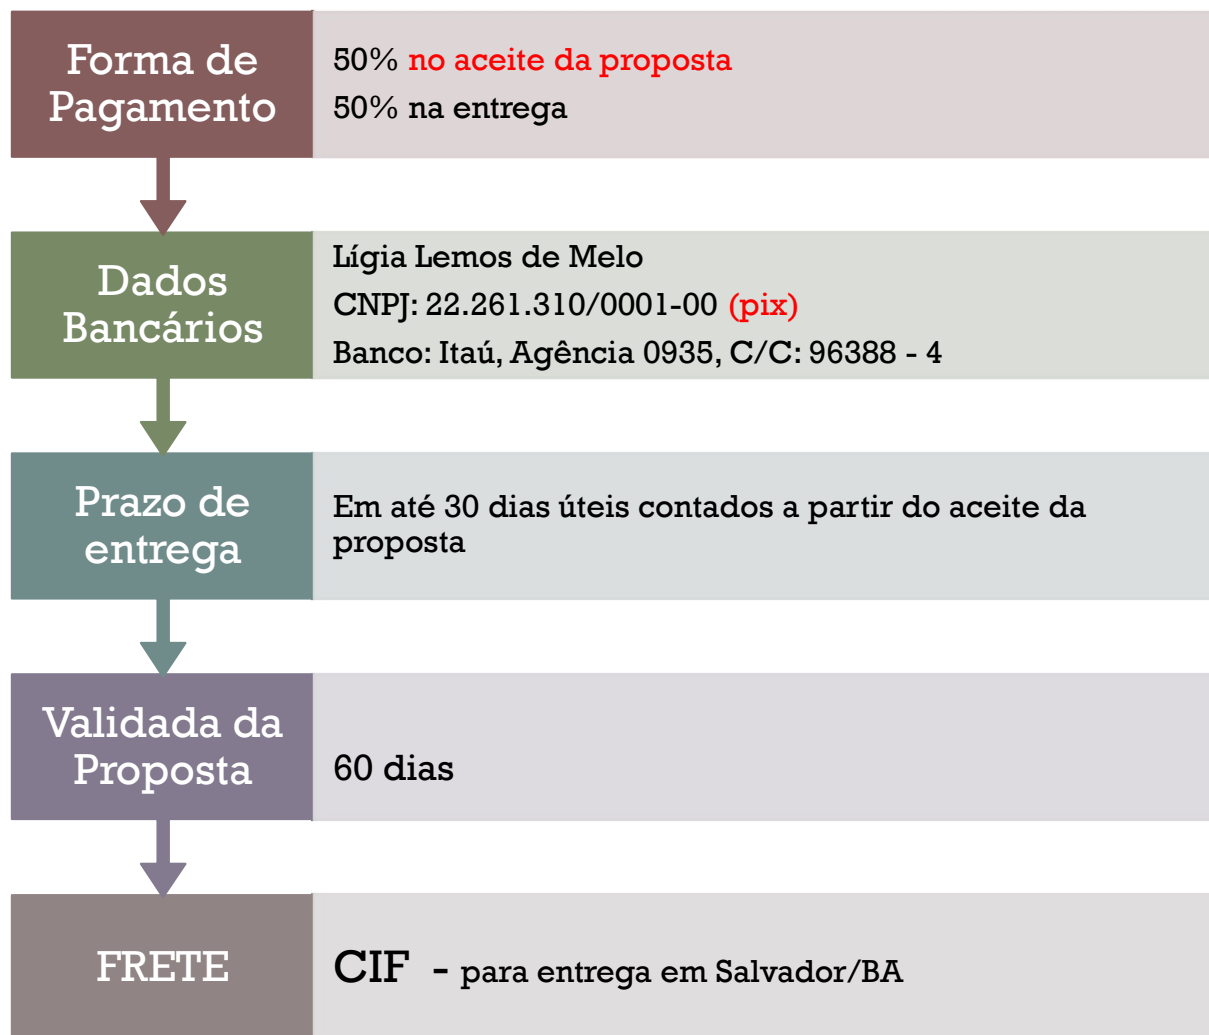 Forma de
Pagamento
50% no aceite da proposta
50% na entrega
Dados
Bancários
Lígia Lemos de Melo
CNPJ: 22.261.310/0001-00 (pix)
Banco: Itaú, Agência 0935, C/C: 96388 - 4
Prazo de
entrega
Em até 30 dias úteis contados a partir do aceite da
proposta
Validada da
Proposta
60 dias
FRETE
CIF - para entrega em Salvador/BA